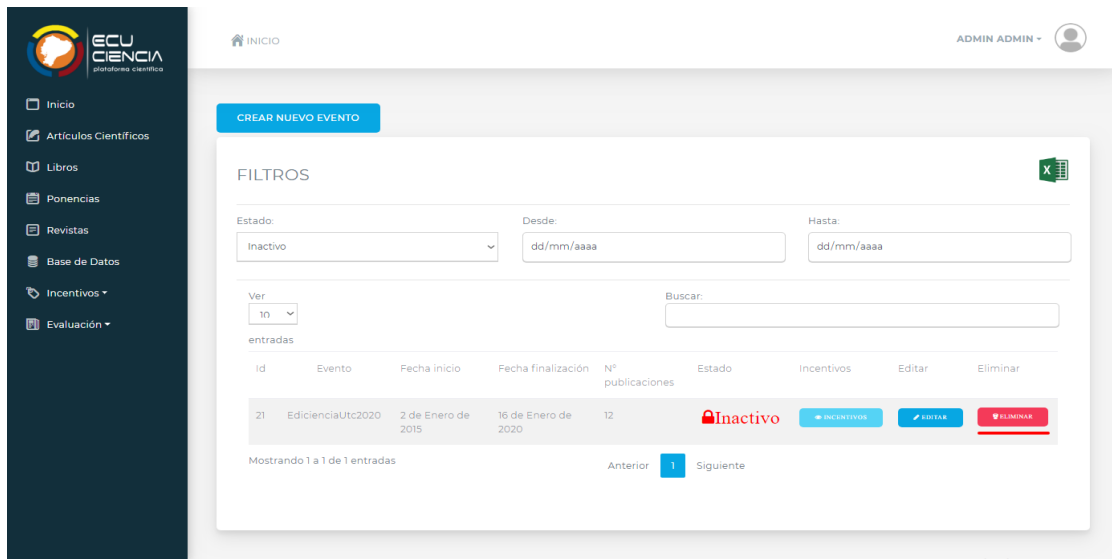 ECU
CIENCIA
plataforma científica
INICIO
ADMIN ADMIN
Inicio
Artículos Científicos
Libros
Ponencias
Revistas
Base de Datos
Incentivos
Evaluación
CREAR NUEVO EVENTO
FILTROS
X
Estado: Desde: Hasta:
Inactivo dd/mm/aaaa dd/mm/aaaa
Ver Buscar:
10
entradas
Id Evento Fecha inicio Fecha finalización N° publicaciones Estado Incentivos Editar Eliminar
21 EdicienciaUtc2020 2 de Enero de 2015 16 de Enero de 2020 12 Inactivo INCENTIVOS EDITAR ELIMINAR
Mostrando 1 a 1 de 1 entradas
Anterior 1 Siguiente